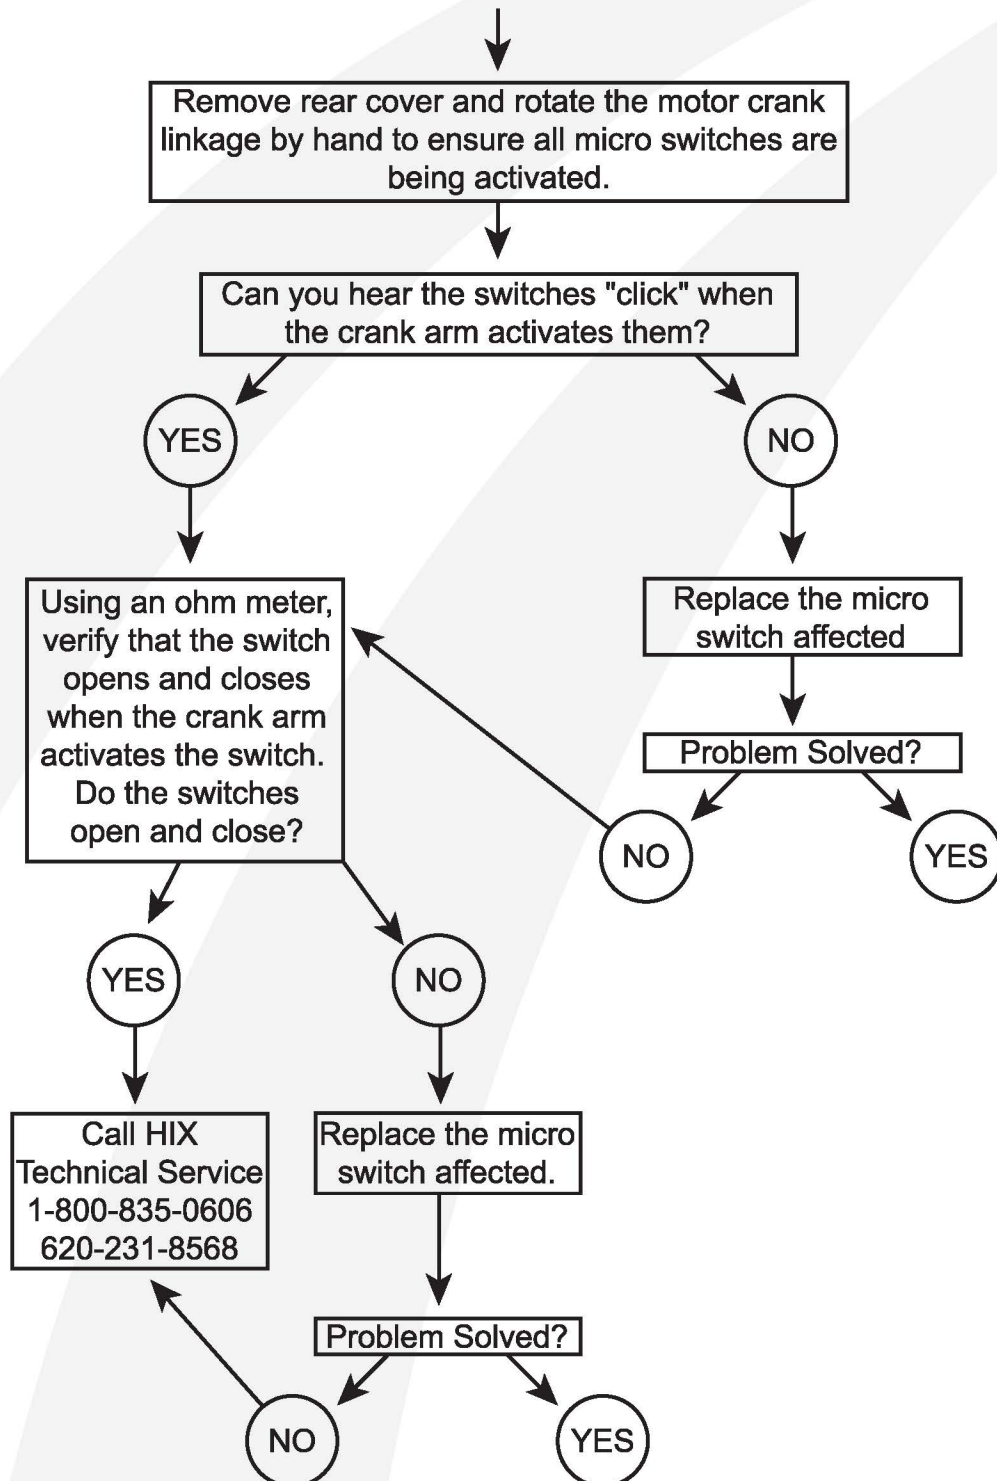 Remove rear cover and rotate the motor crank
linkage by hand to ensure all micro switches are
being activated.
Can you hear the switches "click" when
the crank arm activates them?
YES
NO
Using an ohm meter,
verify that the switch
opens and closes
when the crank arm
activates the switch.
Do the switches
open and close?
Replace the micro
switch affected
Problem Solved?
NO
YES
YES
NO
Call HIX
Technical Service
1-800-835-0606
620-231-8568
Replace the micro
switch affected.
Problem Solved?
NO
YES